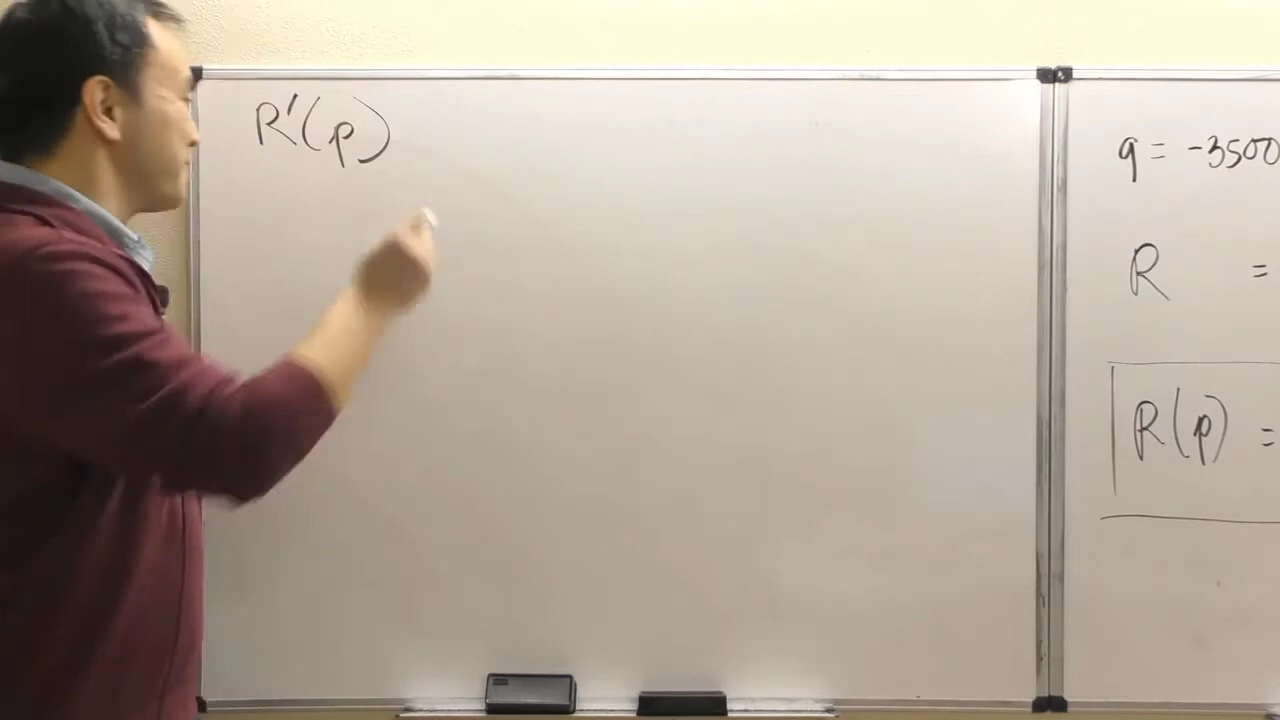 R'(p)
q = -3500
R =
R(p) =